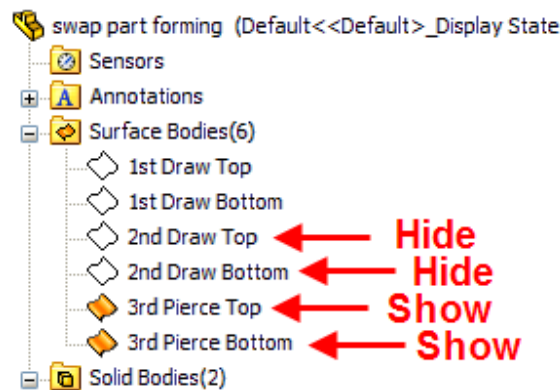 swap part forming (Default<<Default>_Display State
Sensors
A Annotations
Surface Bodies(6)
1st Draw Top
1st Draw Bottom
2nd Draw Top Hide
2nd Draw Bottom Hide
3rd Pierce Top Show
3rd Pierce Bottom Show
Solid Bodies(2)